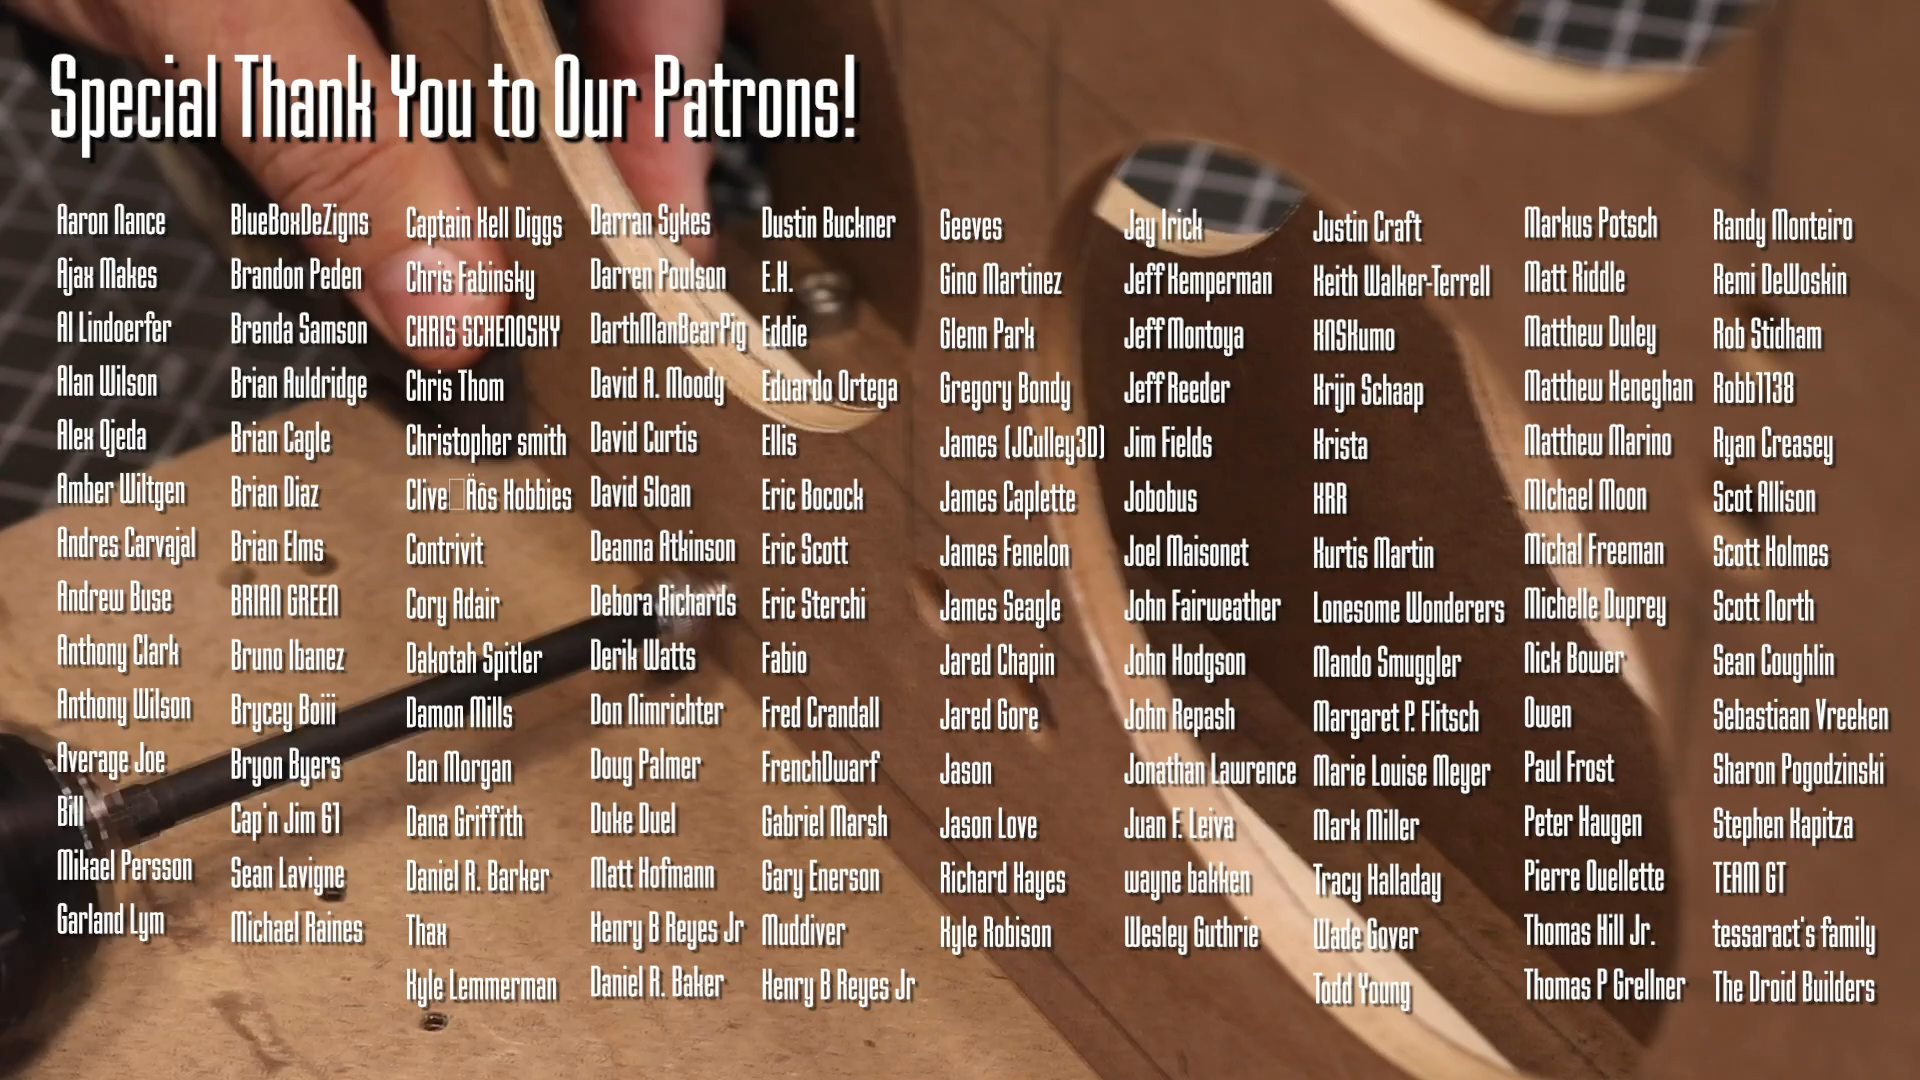 Special Thank You to Our Patrons!
Aaron Nance
Ajax Makes
Al Lindoerfer
Alan Wilson
Alex Ojeda
Amber Wiltgen
Andres Carvajal
Andrew Buse
Anthony Clark
Anthony Wilson
Average Joe
Bill
Mikael Persson
Garland Lym
BlueBoxDeZigns
Brandon Peden
Brenda Samson
Brian Auldridge
Brian Cagle
Brian Diaz
Brian Elms
BRIAN GREEN
Bruno Ibanez
Brycey Boiii
Bryon Byers
Cap'n Jim 61
Sean Lavigne
Michael Raines
Captain Kell Diggs
Chris Fabinsky
CHRIS SCHENOSKY
Chris Thom
Christopher smith
Clive□Äôs Hobbies
Contrivit
Cory Adair
Dakotah Spitler
Damon Mills
Dan Morgan
Dana Griffith
Daniel R. Barker
Thax
Kyle Lemmerman
Darran Sykes
Darren Poulson
DarthManBearPig
David A. Moody
David Curtis
David Sloan
Deanna Atkinson
Debora Richards
Derik Watts
Don Nimrichter
Doug Palmer
Duke Duel
Matt Hofmann
Henry B Reyes Jr
Daniel R. Baker
Dustin Buckner
E.H.
Eddie
Eduardo Ortega
Ellis
Eric Bocock
Eric Scott
Eric Sterchi
Fabio
Fred Crandall
FrenchDwarf
Gabriel Marsh
Gary Enerson
Muddiver
Henry B Reyes Jr
Geeves
Gino Martinez
Glenn Park
Gregory Bondy
James (JCulley3D)
James Caplette
James Fenelon
James Seagle
Jared Chapin
Jared Gore
Jason
Jason Love
Richard Hayes
Kyle Robison
Jay Irick
Jeff Kemperman
Jeff Montoya
Jeff Reeder
Jim Fields
Jobobus
Joel Maisonet
John Fairweather
John Hodgson
John Repash
Jonathan Lawrence
Juan F. Leiva
wayne bakken
Wesley Guthrie
Justin Craft
Keith Walker-Terrell
KNSKumo
Krijn Schaap
Krista
KRR
Kurtis Martin
Lonesome Wonderers
Mando Smuggler
Margaret P. Flitsch
Marie Louise Meyer
Mark Miller
Tracy Halladay
Wade Gover
Todd Young
Markus Potsch
Matt Riddle
Matthew Duley
Matthew Heneghan
Matthew Marino
MIchael Moon
Michal Freeman
Michelle Duprey
Nick Bower
Owen
Paul Frost
Peter Haugen
Pierre Ouellette
Thomas Hill Jr.
Thomas P Grellner
Randy Monteiro
Remi DeWoskin
Rob Stidham
Robb1138
Ryan Creasey
Scot Allison
Scott Holmes
Scott North
Sean Coughlin
Sebastiaan Vreeken
Sharon Pogodzinski
Stephen Kapitza
TEAM GT
tessaract's family
The Droid Builders